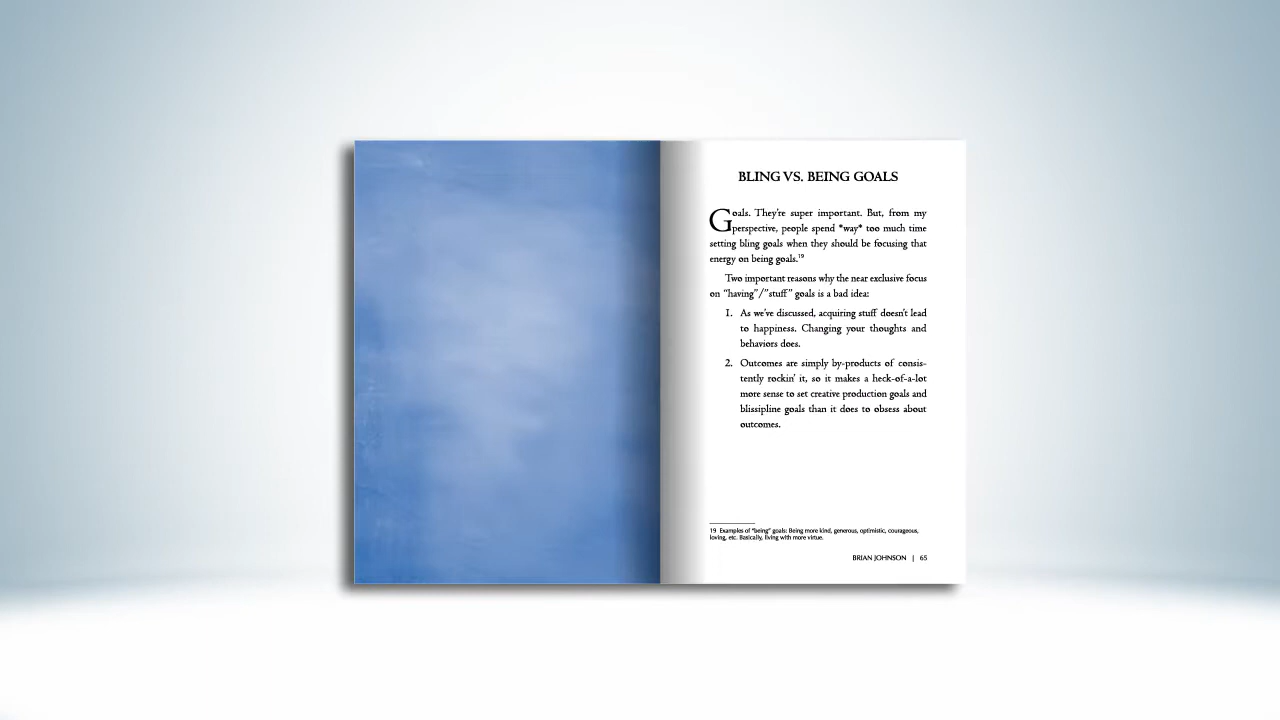 BLING VS. BEING GOALS
Goals. They're super important. But, from my
perspective, people spend *way* too much time
setting bling goals when they should be focusing that
energy on being goals.19
Two important reasons why the near exclusive focus
on "having"/"stuff" goals is a bad idea:
1. As we've discussed, acquiring stuff doesn't lead
to happiness. Changing your thoughts and
behaviors does.
2. Outcomes are simply by-products of consis-
tently rockin' it, so it makes a heck-of-a-lot
more sense to set creative production goals and
blissipline goals than it does to obsess about
outcomes.
19 Examples of "being" goals: Being more kind, generous, optimistic, courageous,
loving, etc. Basically, living with more virtue.
BRIAN JOHNSON | 65